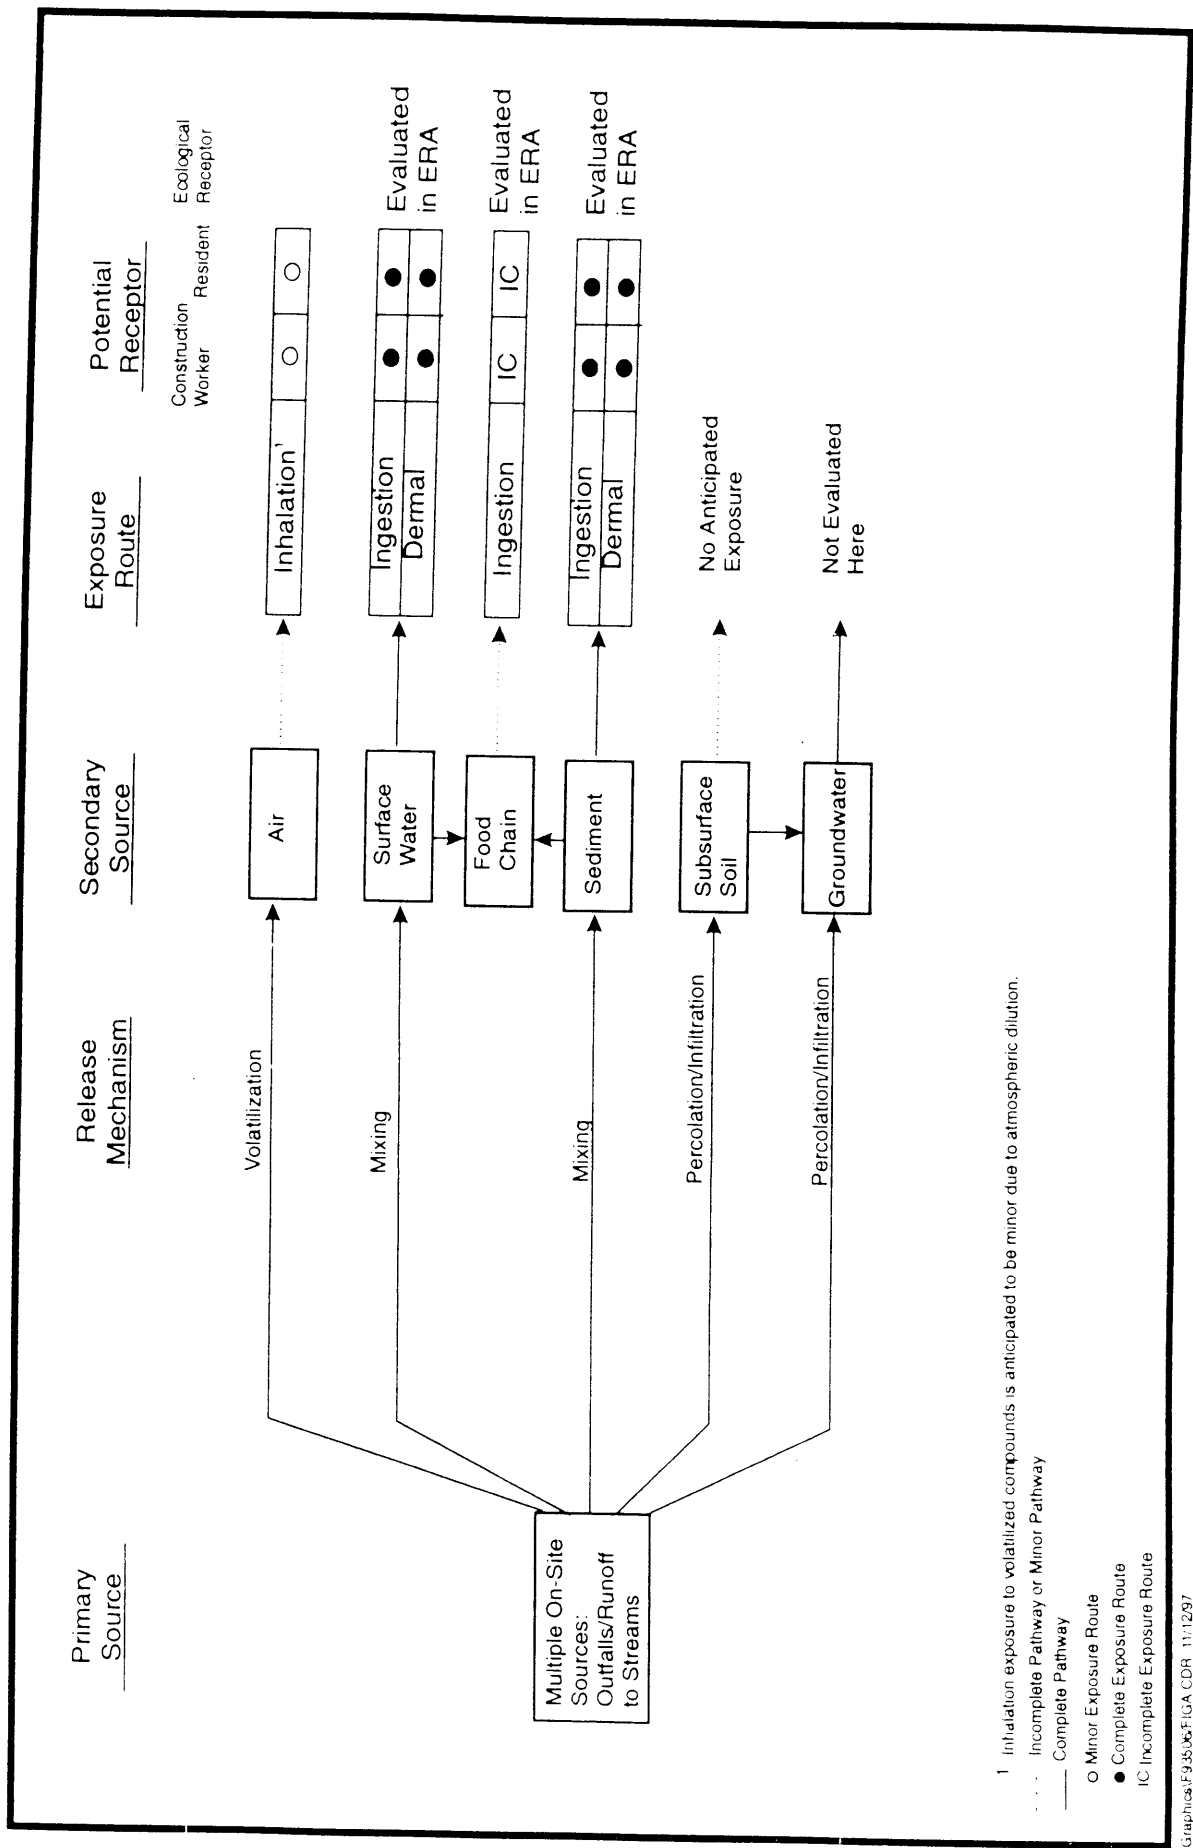 Primary
Source
Release
Mechanism
Secondary
Source
Exposure
Route
Potential
Receptor
Construction
Worker
Resident
Ecological
Receptor
Multiple On-Site
Sources:
Outfalls/Runoff
to Streams
Volatilization
Air
Inhalation¹
O O
Mixing
Surface
Water
Ingestion
● ●
Dermal
● ●
Evaluated
in ERA
Food
Chain
Ingestion
IC IC
Evaluated
in ERA
Mixing
Sediment
Ingestion
● ●
Dermal
● ●
Evaluated
in ERA
Percolation/Infiltration
Subsurface
Soil
No Anticipated
Exposure
Percolation/Infiltration
Groundwater
Not Evaluated
Here
1 Inhalation exposure to volatilized compounds is anticipated to be minor due to atmospheric dilution.
- - - Incomplete Pathway or Minor Pathway
—— Complete Pathway
O Minor Exposure Route
● Complete Exposure Route
IC Incomplete Exposure Route
Graphics\F93506\FIGA.CDR 11/12/97